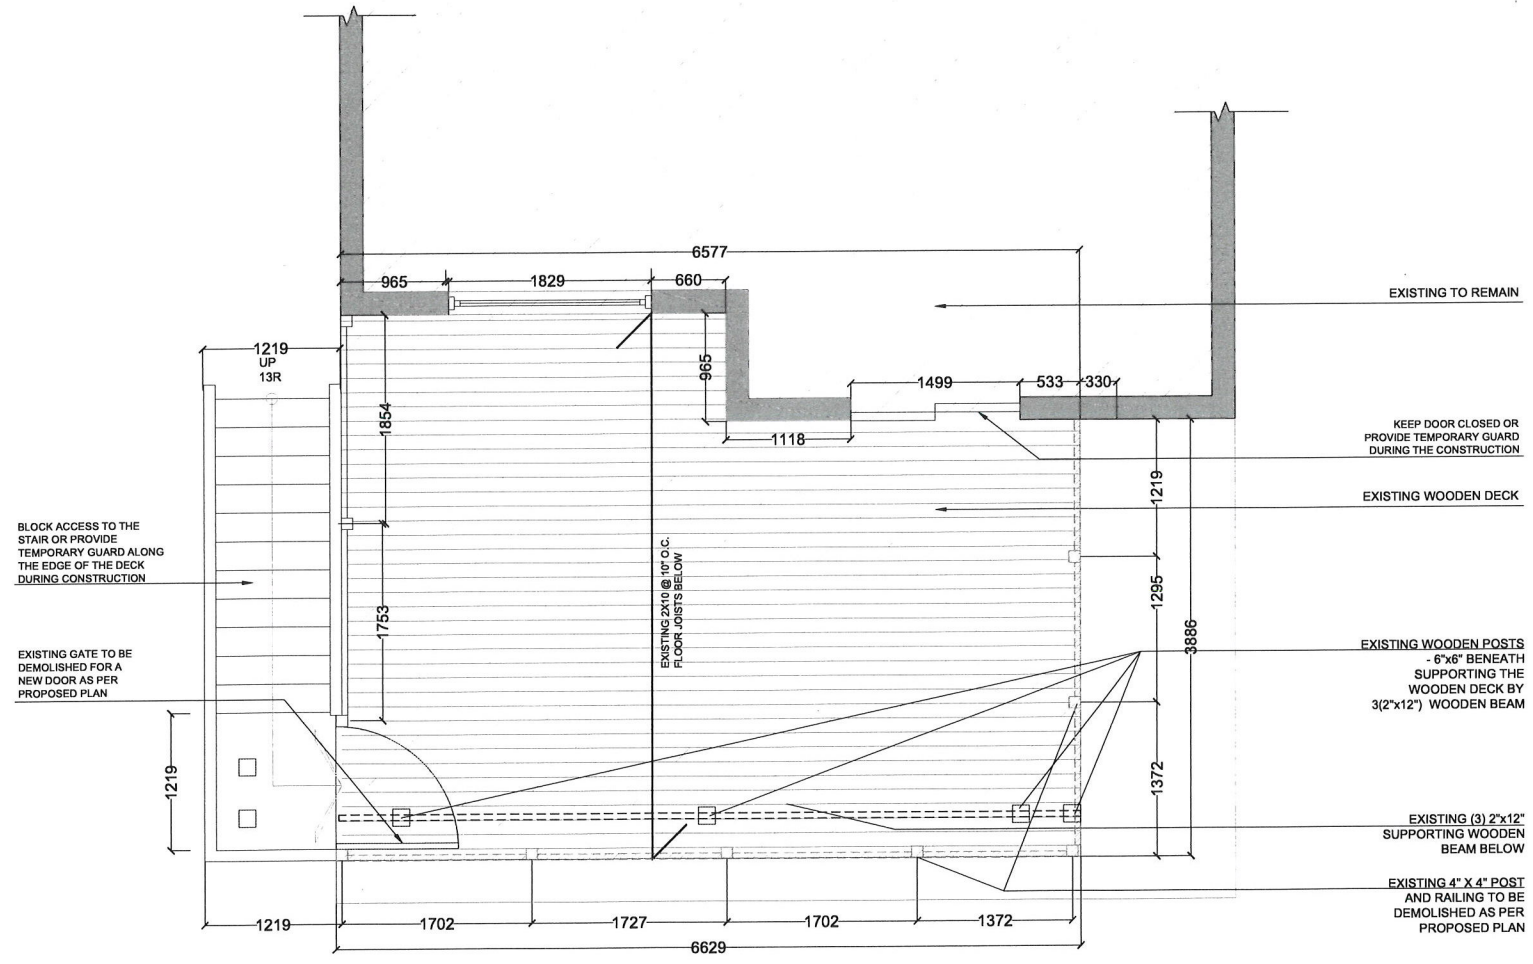 6577
965
1829
660
EXISTING TO REMAIN
1219
UP
13R
965
1499
533
330
1854
1118
KEEP DOOR CLOSED OR
PROVIDE TEMPORARY GUARD
DURING THE CONSTRUCTION
1219
EXISTING WOODEN DECK
BLOCK ACCESS TO THE
STAIR OR PROVIDE
TEMPORARY GUARD ALONG
THE EDGE OF THE DECK
DURING CONSTRUCTION
EXISTING 2X10 @ 10" O.C.
FLOOR JOISTS BELOW
1295
1753
3886
EXISTING GATE TO BE
DEMOLISHED FOR A
NEW DOOR AS PER
PROPOSED PLAN
EXISTING WOODEN POSTS
- 6"x6" BENEATH
SUPPORTING THE
WOODEN DECK BY
3(2"x12") WOODEN BEAM
1219
1372
EXISTING (3) 2"x12"
SUPPORTING WOODEN
BEAM BELOW
EXISTING 4" X 4" POST
AND RAILING TO BE
DEMOLISHED AS PER
PROPOSED PLAN
1219
1702
1727
1702
1372
6629